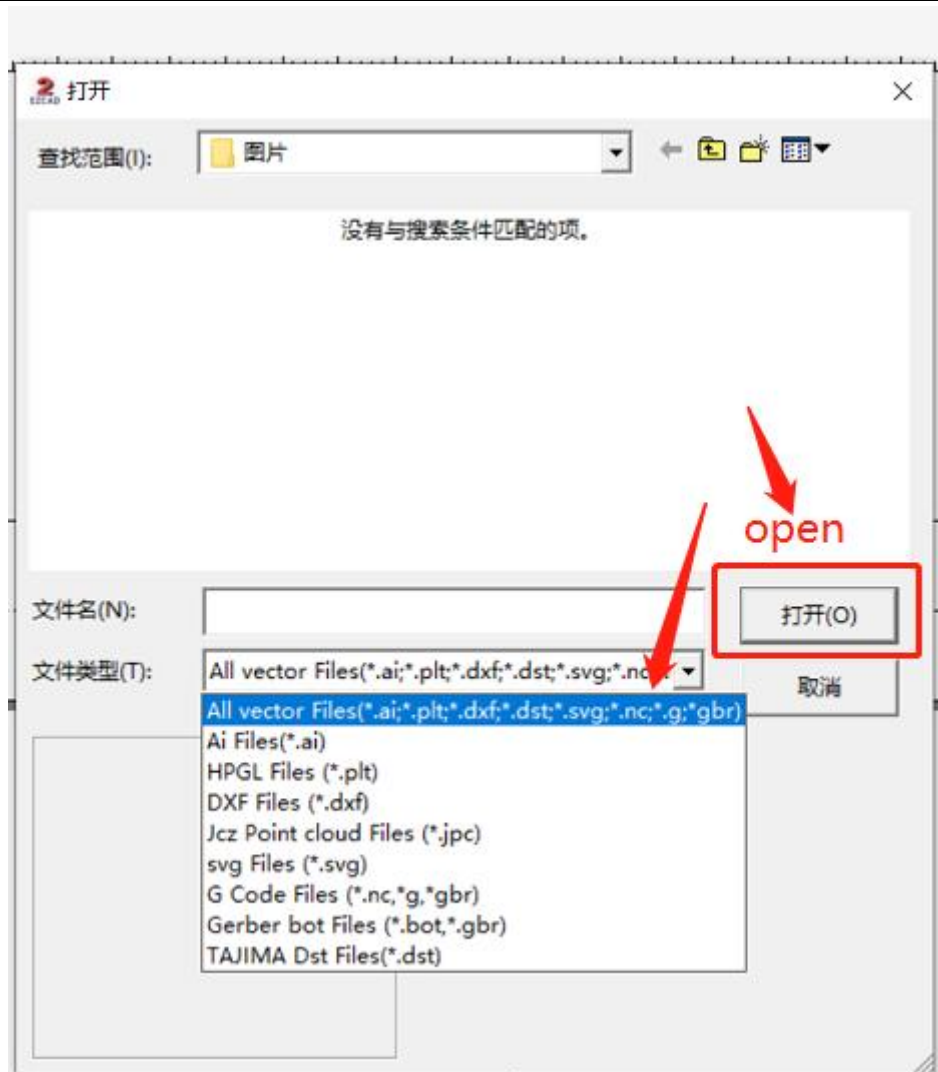 2
EZCAD
打开
查找范围(I):
图片
没有与搜索条件匹配的项。
open
文件名(N):
打开(O)
文件类型(T):
All vector Files(*.ai;*.plt;*.dxf;*.dst;*.svg;*.nc
取消
All vector Files(*.ai;*.plt;*.dxf;*.dst;*.svg;*.nc;*.g;*gbr)
Ai Files(*.ai)
HPGL Files (*.plt)
DXF Files (*.dxf)
Jcz Point cloud Files (*.jpc)
svg Files (*.svg)
G Code Files (*.nc,*g,*gbr)
Gerber bot Files (*.bot,*.gbr)
TAJIMA Dst Files(*.dst)